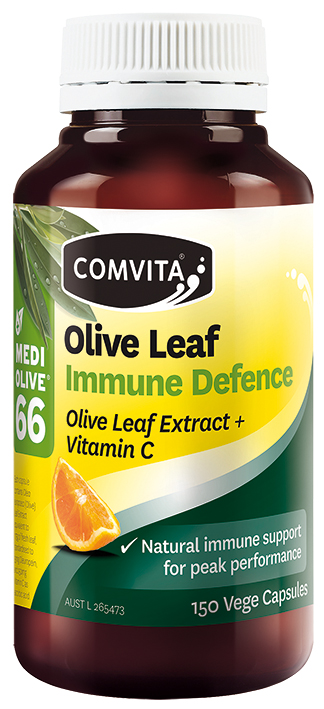 COMVITA®
Olive Leaf
Immune Defence
Olive Leaf Extract +
Vitamin C
MEDI
OLIVE®
66
✓ Natural immune support
for peak performance
AUST L 265473
150 Vege Capsules